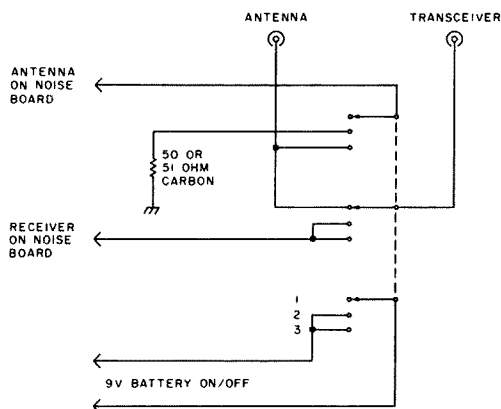 ANTENNA
TRANSCEIVER
ANTENNA
ON NOISE
BOARD
50 OR
51 OHM
CARBON
RECEIVER
ON NOISE
BOARD
1
2
3
9V BATTERY ON/OFF